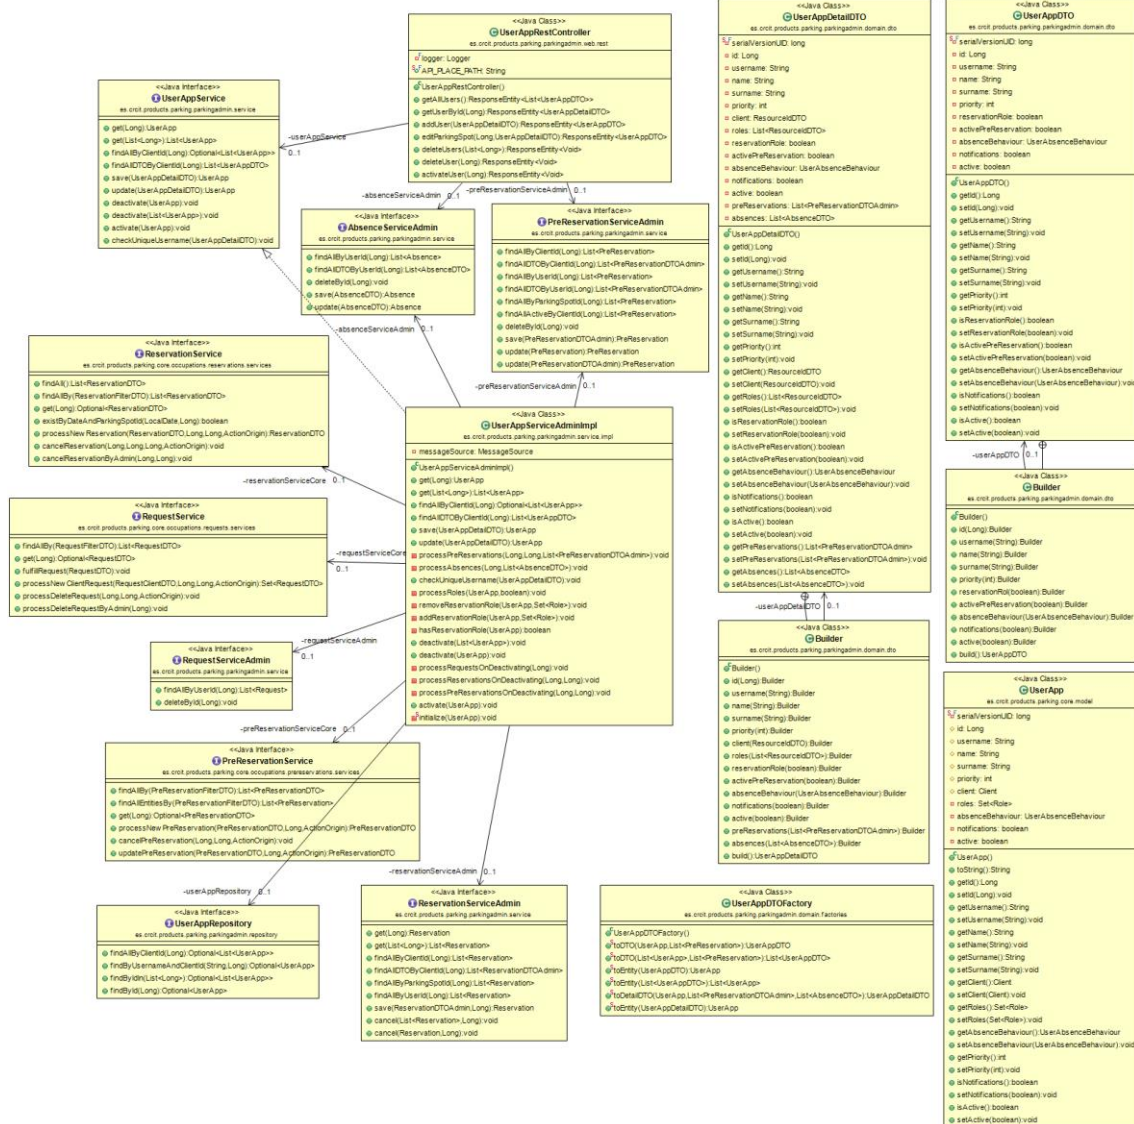 <<Java Class>>
UserAppRestController
es.crcit.products.parking.parkingadmin.web.rest
logger: Logger
API_PLACE_PATH: String
UserAppRestController()
getAllUsers():ResponseEntity<List<UserAppDTO>>
getUserById(Long):ResponseEntity<UserAppDetailDTO>
addUser(UserAppDetailDTO):ResponseEntity<UserAppDTO>
editParkingSpot(Long,UserAppDetailDTO):ResponseEntity<UserAppDTO>
deleteUsers(List<Long>):ResponseEntity<Void>
deleteUser(Long):ResponseEntity<Void>
activateUser(Long):ResponseEntity<Void>
<<Java Interface>>
UserAppService
es.crcit.products.parking.parkingadmin.service
get(Long):UserApp
get(List<Long>):List<UserApp>
findAllByClientId(Long):Optional<List<UserApp>>
findAllDTOByClientId(Long):List<UserAppDTO>
save(UserAppDetailDTO):UserApp
update(UserAppDetailDTO):UserApp
deactivate(UserApp):void
deactivate(List<UserApp>):void
activate(UserApp):void
checkUniqueUsername(UserAppDetailDTO):void
-userAppService
0..1
-absenceServiceAdmin 0..1
-preReservationServiceAdmin 0..1
<<Java Interface>>
AbsenceServiceAdmin
es.crcit.products.parking.parkingadmin.service
findAllByUserId(Long):List<Absence>
findAllDTOByUserId(Long):List<AbsenceDTO>
deleteById(Long):void
save(AbsenceDTO):Absence
update(AbsenceDTO):Absence
<<Java Interface>>
PreReservationServiceAdmin
es.crcit.products.parking.parkingadmin.service
findAllByClientId(Long):List<PreReservation>
findAllDTOByClientId(Long):List<PreReservationDTOAdmin>
findAllByUserId(Long):List<PreReservation>
findAllDTOByUserId(Long):List<PreReservationDTOAdmin>
findAllByParkingSpotId(Long):List<PreReservation>
findAllActiveByClientId(Long):List<PreReservation>
deleteById(Long):void
save(PreReservationDTOAdmin):PreReservation
update(PreReservation):PreReservation
update(PreReservationDTOAdmin):PreReservation
-absenceServiceAdmin 0..1
-preReservationServiceAdmin 0..1
<<Java Interface>>
ReservationService
es.crcit.products.parking.core.occupations.reservations.services
findAll():List<ReservationDTO>
findAllBy(ReservationFilterDTO):List<ReservationDTO>
get(Long):Optional<ReservationDTO>
existByDateAndParkingSpotId(LocalDate,Long):boolean
processNewReservation(ReservationDTO,Long,Long,ActionOrigin):ReservationDTO
cancelReservation(Long,Long,Long,ActionOrigin):void
cancelReservationByAdmin(Long,Long):void
-reservationServiceCore 0..1
<<Java Class>>
UserAppServiceAdminImpl
es.crcit.products.parking.parkingadmin.service.impl
messageSource: MessageSource
UserAppServiceAdminImpl()
get(Long):UserApp
get(List<Long>):List<UserApp>
findAllByClientId(Long):Optional<List<UserApp>>
findAllDTOByClientId(Long):List<UserAppDTO>
save(UserAppDetailDTO):UserApp
update(UserAppDetailDTO):UserApp
processPreReservations(Long,Long,List<PreReservationDTOAdmin>):void
processAbsences(Long,List<AbsenceDTO>):void
checkUniqueUsername(UserAppDetailDTO):void
processRoles(UserApp,boolean):void
removeReservationRole(UserApp,Set<Role>):void
addReservationRole(UserApp,Set<Role>):void
hasReservationRole(UserApp):boolean
deactivate(List<UserApp>):void
deactivate(UserApp):void
processRequestsOnDeactivating(Long):void
processReservationsOnDeactivating(Long,Long):void
processPreReservationsOnDeactivating(Long,Long):void
activate(UserApp):void
initialize(UserApp):void
<<Java Interface>>
RequestService
es.crcit.products.parking.core.occupations.requests.services
findAllBy(RequestFilterDTO):List<RequestDTO>
get(Long):Optional<RequestDTO>
fulfilRequest(RequestDTO):void
processNewClientRequest(RequestClientDTO,Long,Long,ActionOrigin):Set<RequestDTO>
processDeleteRequest(Long,Long,ActionOrigin):void
processDeleteRequestByAdmin(Long):void
-requestServiceCore
0..1
<<Java Interface>>
RequestServiceAdmin
es.crcit.products.parking.parkingadmin.service
findAllByUserId(Long):List<Request>
deleteById(Long):void
-requestServiceAdmin
0..1
-preReservationServiceCore 0..1
<<Java Interface>>
PreReservationService
es.crcit.products.parking.core.occupations.prereservations.services
findAllBy(PreReservationFilterDTO):List<PreReservationDTO>
findAllEntitiesBy(PreReservationFilterDTO):List<PreReservation>
get(Long):Optional<PreReservationDTO>
processNewPreReservation(PreReservationDTO,Long,ActionOrigin):PreReservationDTO
cancelPreReservation(Long,Long,ActionOrigin):void
updatePreReservation(PreReservationDTO,Long,ActionOrigin):PreReservationDTO
-userAppRepository 0..1
<<Java Interface>>
UserAppRepository
es.crcit.products.parking.parkingadmin.repository
findAllByClientId(Long):Optional<List<UserApp>>
findByUsernameAndClientId(String,Long):Optional<UserApp>
findByIdIn(List<Long>):Optional<List<UserApp>>
findById(Long):Optional<UserApp>
-reservationServiceAdmin 0..1
<<Java Interface>>
ReservationServiceAdmin
es.crcit.products.parking.parkingadmin.service
get(Long):Reservation
get(List<Long>):List<Reservation>
findAllByClientId(Long):List<Reservation>
findAllDTOByClientId(Long):List<ReservationDTOAdmin>
findAllByParkingSpotId(Long):List<Reservation>
findAllByUserId(Long):List<Reservation>
save(ReservationDTOAdmin,Long):Reservation
cancel(List<Reservation>,Long):void
cancel(Reservation,Long):void
<<Java Class>>
UserAppDetailDTO
es.crcit.products.parking.parkingadmin.domain.dto
serialVersionUID: long
id: Long
username: String
name: String
surname: String
priority: int
client: ResourceIdDTO
roles: List<ResourceIdDTO>
reservationRole: boolean
activePreReservation: boolean
absenceBehaviour: UserAbsenceBehaviour
notifications: boolean
active: boolean
preReservations: List<PreReservationDTOAdmin>
absences: List<AbsenceDTO>
UserAppDetailDTO()
getId():Long
setId(Long):void
getUsername():String
setUsername(String):void
getName():String
setName(String):void
getSurname():String
setSurname(String):void
getPriority():int
setPriority(int):void
getClient():ResourceIdDTO
setClient(ResourceIdDTO):void
getRoles():List<ResourceIdDTO>
setRoles(List<ResourceIdDTO>):void
isReservationRole():boolean
setReservationRole(boolean):void
isActivePreReservation():boolean
setActivePreReservation(boolean):void
getAbsenceBehaviour():UserAbsenceBehaviour
setAbsenceBehaviour(UserAbsenceBehaviour):void
isNotifications():boolean
setNotifications(boolean):void
isActive():boolean
setActive(boolean):void
getPreReservations():List<PreReservationDTOAdmin>
setPreReservations(List<PreReservationDTOAdmin>):void
getAbsences():List<AbsenceDTO>
setAbsences(List<AbsenceDTO>):void
-userAppDetailDTO 0..1
<<Java Class>>
Builder
es.crcit.products.parking.parkingadmin.domain.dto
Builder()
id(Long):Builder
username(String):Builder
name(String):Builder
surname(String):Builder
priority(int):Builder
client(ResourceIdDTO):Builder
roles(List<ResourceIdDTO>):Builder
reservationRole(boolean):Builder
activePreReservation(boolean):Builder
absenceBehaviour(UserAbsenceBehaviour):Builder
notifications(boolean):Builder
active(boolean):Builder
preReservations(List<PreReservationDTOAdmin>):Builder
absences(List<AbsenceDTO>):Builder
build():UserAppDetailDTO
<<Java Class>>
UserAppDTOFactory
es.crcit.products.parking.parkingadmin.domain.factories
UserAppDTOFactory()
toDTO(UserApp,List<PreReservation>):UserAppDTO
toDTO(List<UserApp>,List<PreReservation>):List<UserAppDTO>
toEntity(UserAppDTO):UserApp
toEntity(List<UserAppDTO>):List<UserApp>
toDetailDTO(UserApp,List<PreReservationDTOAdmin>,List<AbsenceDTO>):UserAppDetailDTO
toEntity(UserAppDetailDTO):UserApp
<<Java Class>>
UserAppDTO
es.crcit.products.parking.parkingadmin.domain.dto
serialVersionUID: long
id: Long
username: String
name: String
surname: String
priority: int
reservationRole: boolean
activePreReservation: boolean
absenceBehaviour: UserAbsenceBehaviour
notifications: boolean
active: boolean
UserAppDTO()
getId():Long
setId(Long):void
getUsername():String
setUsername(String):void
getName():String
setName(String):void
getSurname():String
setSurname(String):void
getPriority():int
setPriority(int):void
isReservationRole():boolean
setReservationRole(boolean):void
isActivePreReservation():boolean
setActivePreReservation(boolean):void
getAbsenceBehaviour():UserAbsenceBehaviour
setAbsenceBehaviour(UserAbsenceBehaviour):void
isNotifications():boolean
setNotifications(boolean):void
isActive():boolean
setActive(boolean):void
-userAppDTO 0..1
<<Java Class>>
Builder
es.crcit.products.parking.parkingadmin.domain.dto
Builder()
id(Long):Builder
username(String):Builder
name(String):Builder
surname(String):Builder
priority(int):Builder
reservationRol(boolean):Builder
activePreReservation(boolean):Builder
absenceBehaviour(UserAbsenceBehaviour):Builder
notifications(boolean):Builder
active(boolean):Builder
build():UserAppDTO
<<Java Class>>
UserApp
es.crcit.products.parking.core.model
serialVersionUID: long
id: Long
username: String
name: String
surname: String
priority: int
client: Client
roles: Set<Role>
absenceBehaviour: UserAbsenceBehaviour
notifications: boolean
active: boolean
UserApp()
toString():String
getId():Long
setId(Long):void
getUsername():String
setUsername(String):void
getName():String
setName(String):void
getSurname():String
setSurname(String):void
getClient():Client
setClient(Client):void
getRoles():Set<Role>
setRoles(Set<Role>):void
getAbsenceBehaviour():UserAbsenceBehaviour
setAbsenceBehaviour(UserAbsenceBehaviour):void
getPriority():int
setPriority(int):void
isNotifications():boolean
setNotifications(boolean):void
isActive():boolean
setActive(boolean):void